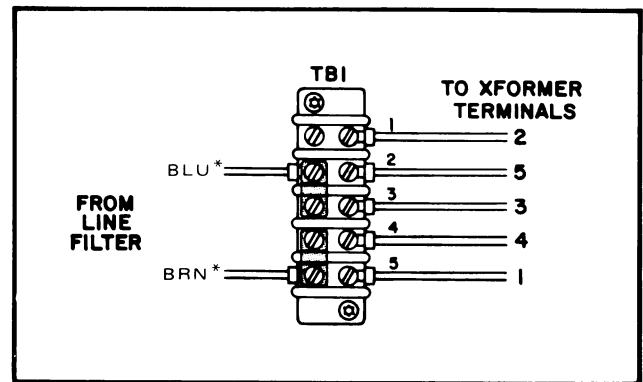 TB1
TO XFORMER
TERMINALS
1
2
BLU*
2
5
FROM
LINE
FILTER
3
3
4
4
BRN*
5
1